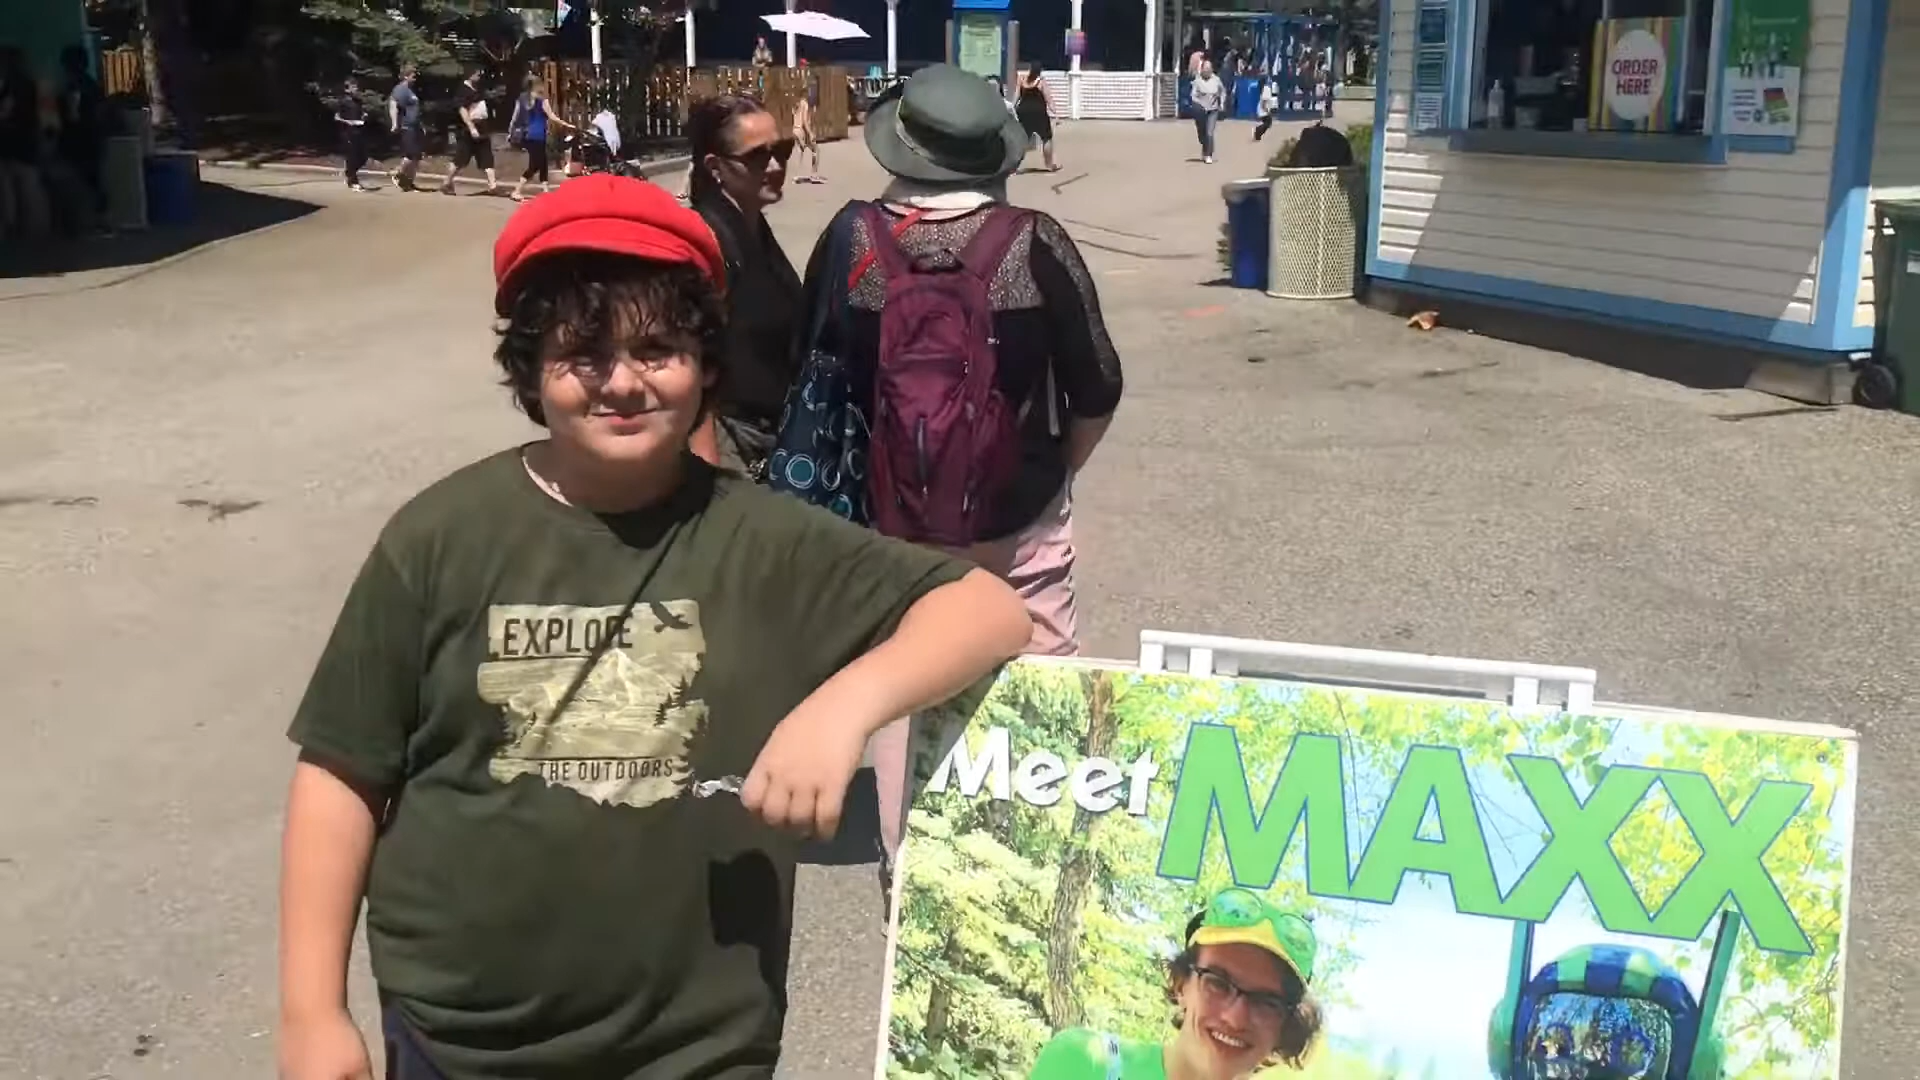 ORDER
HERE
EXPLORE
THE OUTDOORS
Meet MAXX